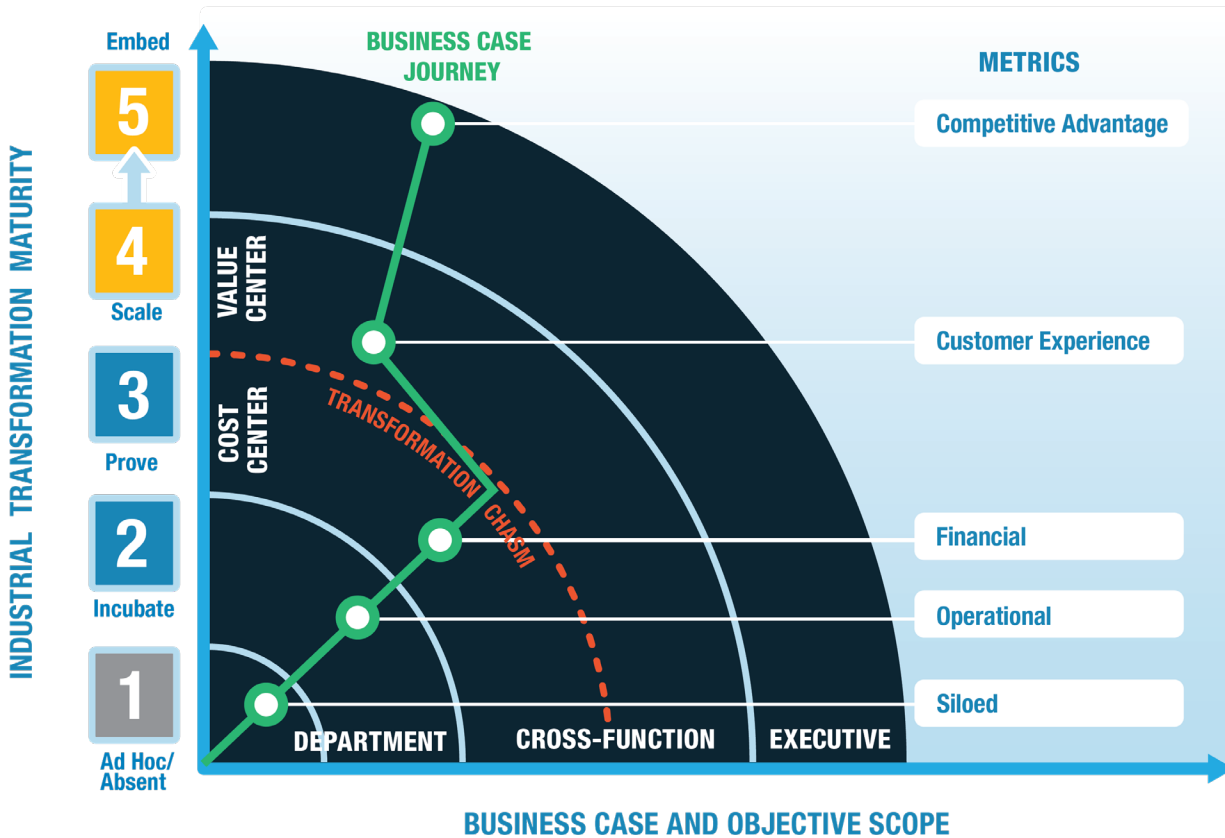 Embed
BUSINESS CASE
JOURNEY
METRICS
5
Competitive Advantage
INDUSTRIAL TRANSFORMATION MATURITY
4
Scale
VALUE
CENTER
Customer Experience
3
Prove
COST
CENTER
TRANSFORMATION CHASM
2
Incubate
Financial
Operational
1
Ad Hoc/
Absent
Siloed
DEPARTMENT
CROSS-FUNCTION
EXECUTIVE
BUSINESS CASE AND OBJECTIVE SCOPE